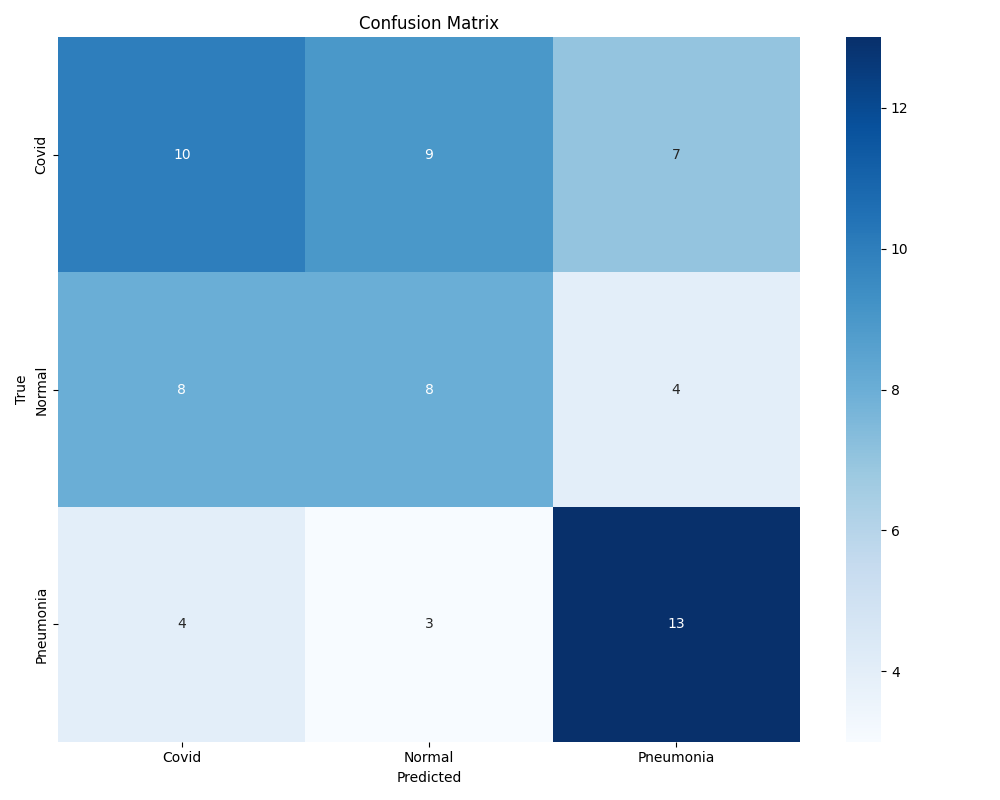 Confusion Matrix
Covid
10
9
7
12
10
True
Normal
8
8
4
8
6
Pneumonia
4
3
13
4
Covid
Normal
Pneumonia
Predicted